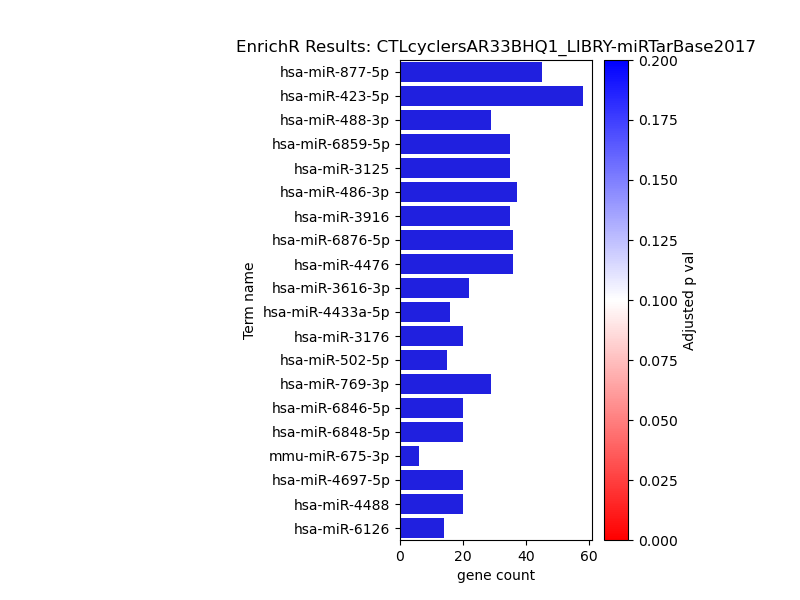 EnrichR Results: CTLcyclersAR33BHQ1_LIBRY-miRTarBase2017
hsa-miR-877-5p
hsa-miR-423-5p
hsa-miR-488-3p
hsa-miR-6859-5p
hsa-miR-3125
hsa-miR-486-3p
hsa-miR-3916
hsa-miR-6876-5p
hsa-miR-4476
hsa-miR-3616-3p
hsa-miR-4433a-5p
hsa-miR-3176
hsa-miR-502-5p
hsa-miR-769-3p
hsa-miR-6846-5p
hsa-miR-6848-5p
mmu-miR-675-3p
hsa-miR-4697-5p
hsa-miR-4488
hsa-miR-6126
Term name
0 20 40 60
gene count
0.200
0.175
0.150
0.125
0.100
0.075
0.050
0.025
0.000
Adjusted p val